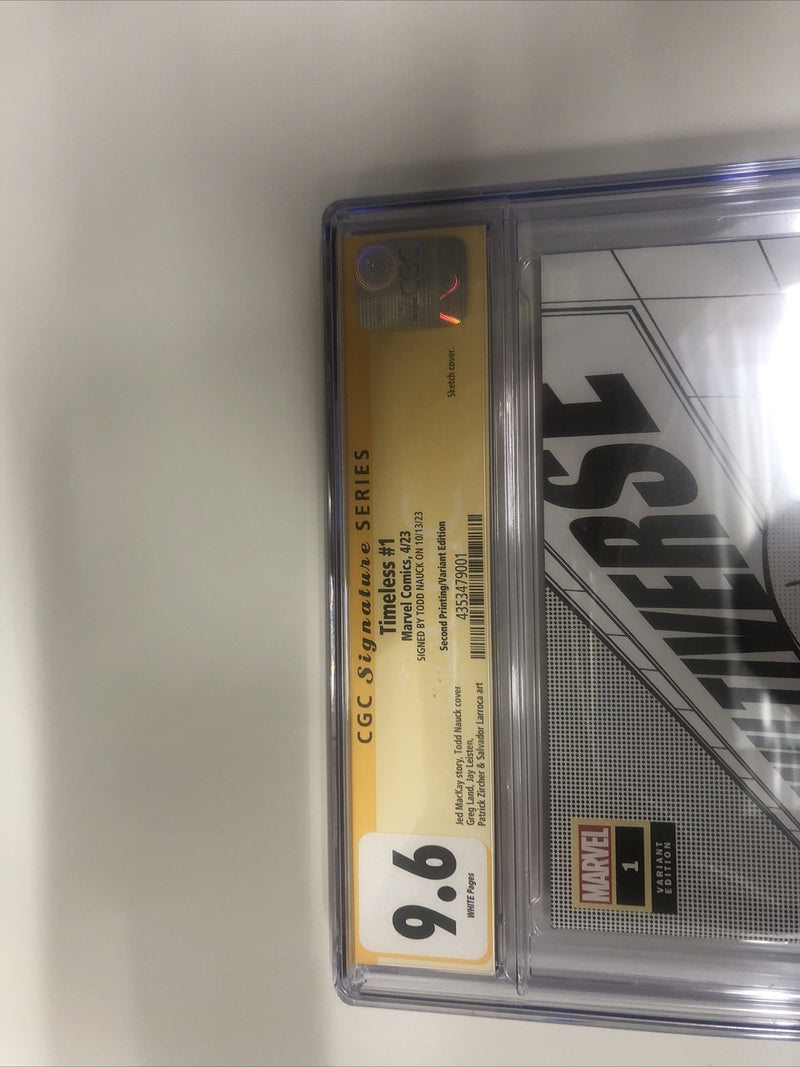 CGC Signature SERIES
Timeless #1
Marvel Comics, 4/23
SIGNED BY TODD NAUCK ON 10/13/23
Second Printing/Variant Edition
4353479001
9.6
WHITE Pages
Jed MacKay story, Todd Nauck cover
Greg Land, Jay Leisten,
Patrick Zircher & Salvador Larroca art
Sketch cover.
CGC
MULTIVERSE
MARVEL
1
VARIANT
EDITION